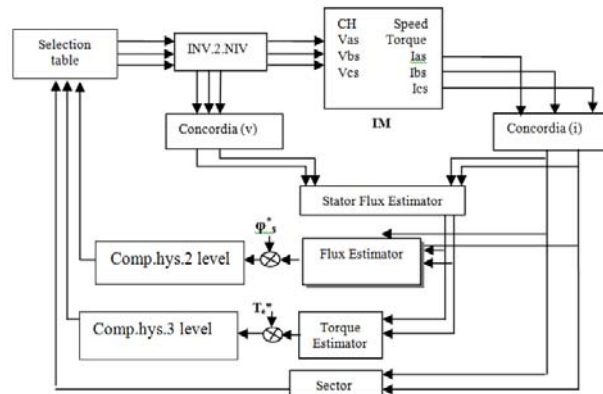 Selection
table
INV.2.NIV
CH Speed
Vas Torque
Vbs Ias
Vcs Ibs
Ics
IM
Concordia (v)
Concordia (i)
Stator Flux Estimator
φ*s
Comp.hys.2 level
Flux Estimator
Te*
Comp.hys.3 level
Torque
Estimator
Sector